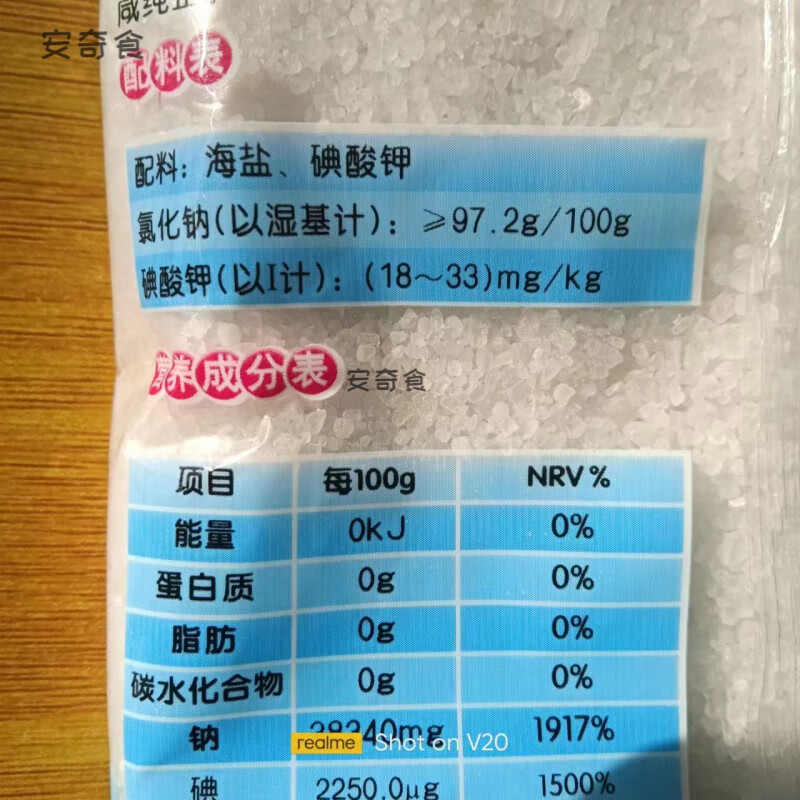 安奇食
配料表
配料：海盐、碘酸钾
氯化钠(以湿基计)：≥97.2g/100g
碘酸钾(以I计)：(18～33)mg/kg
营养成分表 安奇食
项目 每100g NRV%
能量 0kJ 0%
蛋白质 0g 0%
脂肪 0g 0%
碳水化合物 0g 0%
钠 38340mg 1917%
realme Shot on V20
碘 2250.0μg 1500%